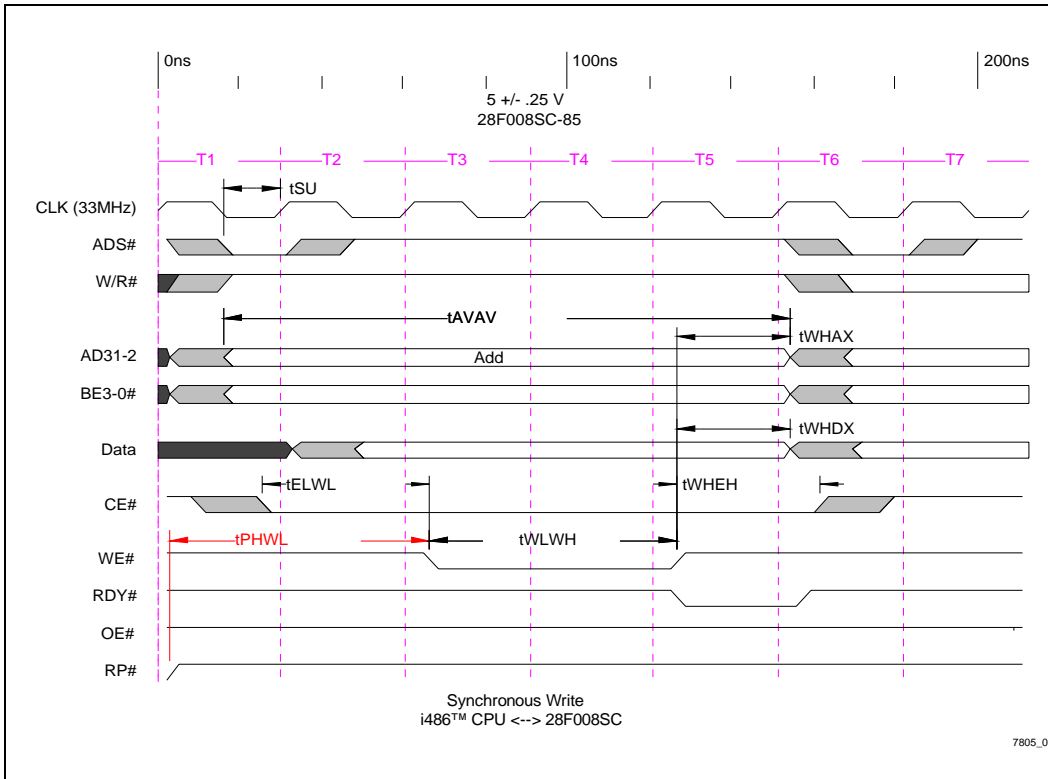 0ns 100ns 200ns
5 +/- .25 V
28F008SC-85
T1 T2 T3 T4 T5 T6 T7
tSU
CLK (33MHz)
ADS#
W/R#
tAVAV
tWHAX
AD31-2 Add
BE3-0#
tWHDX
Data
tELWL tWHEH
CE#
tPHWL tWLWH
WE#
RDY#
OE#
RP#
Synchronous Write
i486™ CPU <--> 28F008SC
7805_0